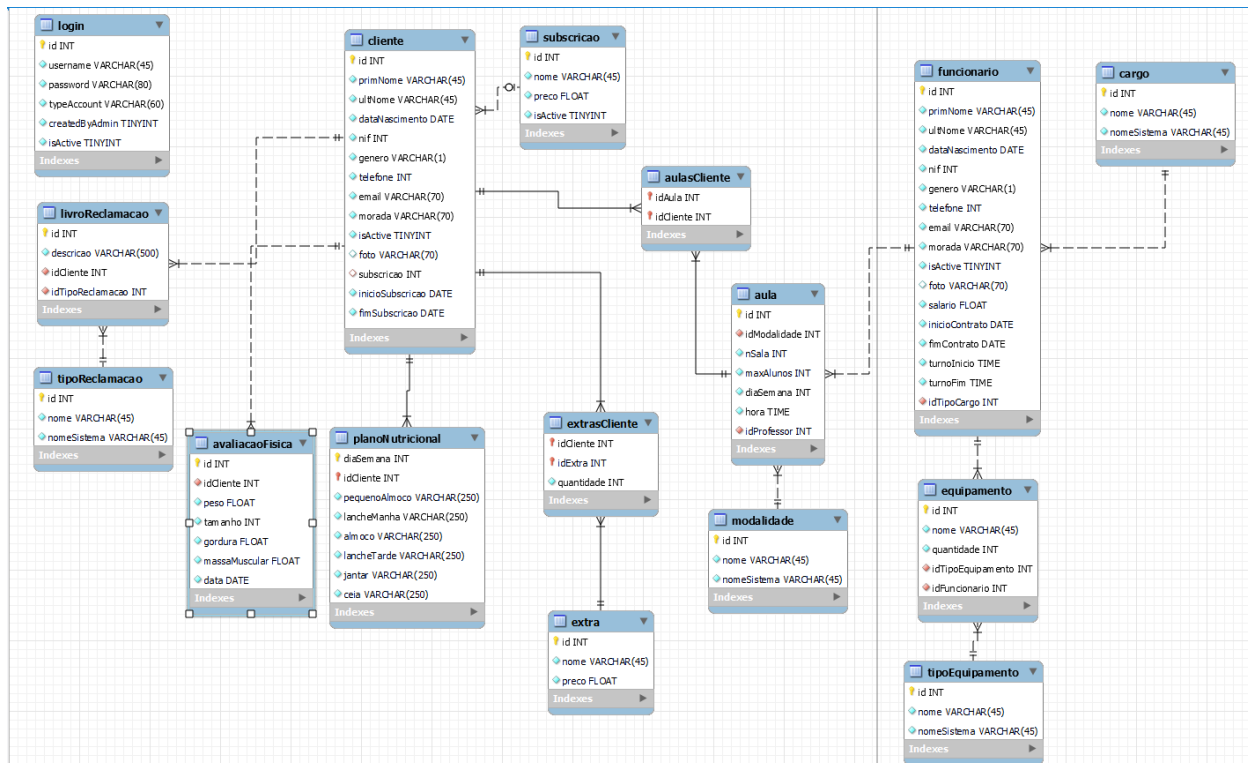 login
id INT
username VARCHAR(45)
password VARCHAR(80)
typeAccount VARCHAR(60)
createdByAdmin TINYINT
isActive TINYINT
Indexes
livroReclamacao
id INT
descricao VARCHAR(500)
idCliente INT
idTipoReclamacao INT
Indexes
tipoReclamacao
id INT
nome VARCHAR(45)
nomeSistema VARCHAR(45)
Indexes
avaliacaoFisica
id INT
idCliente INT
peso FLOAT
tamanho INT
gordura FLOAT
massaMuscular FLOAT
data DATE
Indexes
cliente
id INT
primNome VARCHAR(45)
ultNome VARCHAR(45)
dataNascimento DATE
nif INT
genero VARCHAR(1)
telefone INT
email VARCHAR(70)
morada VARCHAR(70)
isActive TINYINT
foto VARCHAR(70)
subscricao INT
inicioSubscricao DATE
fimSubscricao DATE
Indexes
planoNutricional
diaSemana INT
idCliente INT
pequenoAlmoco VARCHAR(250)
lancheManha VARCHAR(250)
almoco VARCHAR(250)
lancheTarde VARCHAR(250)
jantar VARCHAR(250)
ceia VARCHAR(250)
Indexes
subscricao
id INT
nome VARCHAR(45)
preco FLOAT
isActive TINYINT
Indexes
aulasCliente
idAula INT
idCliente INT
Indexes
extrasCliente
idCliente INT
idExtra INT
quantidade INT
Indexes
extra
id INT
nome VARCHAR(45)
preco FLOAT
Indexes
aula
id INT
idModalidade INT
nSala INT
maxAlunos INT
diaSemana INT
hora TIME
idProfessor INT
Indexes
modalidade
id INT
nome VARCHAR(45)
nomeSistema VARCHAR(45)
Indexes
funcionario
id INT
primNome VARCHAR(45)
ultNome VARCHAR(45)
dataNascimento DATE
nif INT
genero VARCHAR(1)
telefone INT
email VARCHAR(70)
morada VARCHAR(70)
isActive TINYINT
foto VARCHAR(70)
salario FLOAT
inicioContrato DATE
fimContrato DATE
turnoInicio TIME
turnoFim TIME
idTipoCargo INT
Indexes
cargo
id INT
nome VARCHAR(45)
nomeSistema VARCHAR(45)
Indexes
equipamento
id INT
nome VARCHAR(45)
quantidade INT
idTipoEquipamento INT
idFuncionario INT
Indexes
tipoEquipamento
id INT
nome VARCHAR(45)
nomeSistema VARCHAR(45)
Indexes